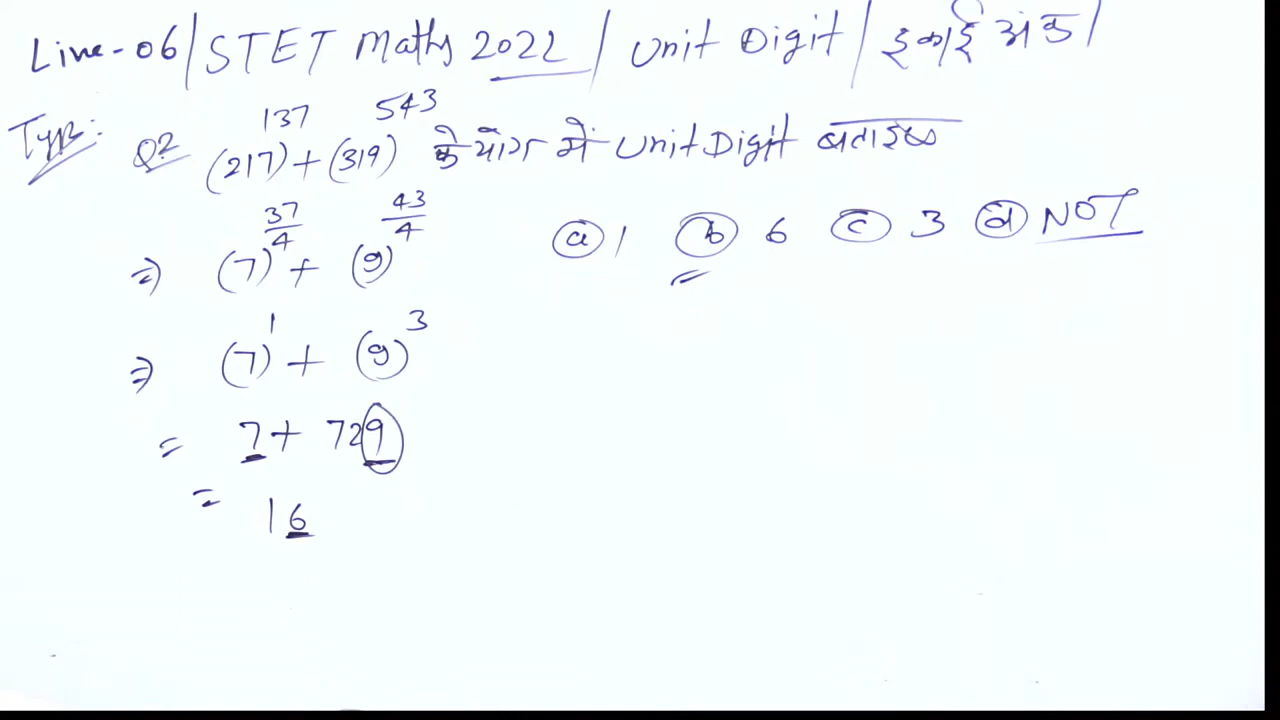 Live-06/STET Maths 2022/Unit Digit/इकाई अंक/
Type: Q2 (217)^137 + (319)^543 के योग में Unit Digit बताइए
ⓐ 1 ⓑ 6 ⓒ 3 ⓓ NOT
⇒ (7)^37/4 + (9)^43/4
⇒ (7)^1 + (9)^3
= 7 + 729
= 16